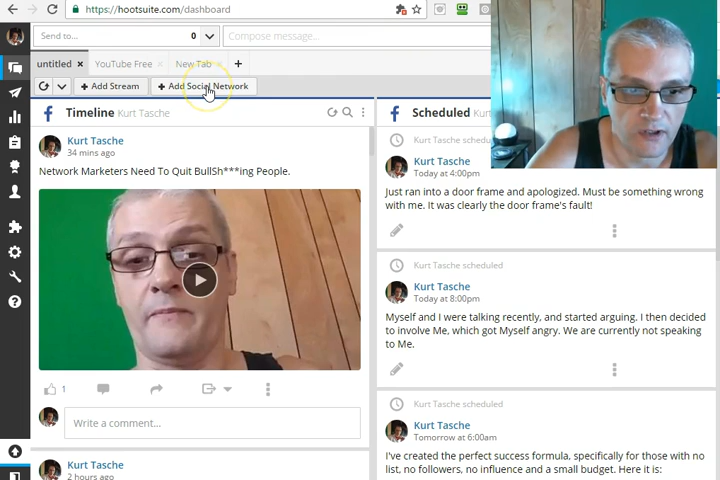 https://hootsuite.com/dashboard
Send to... 0 Compose message...
untitled YouTube Free New Tab
+ Add Stream + Add Social Network
Timeline Kurt Tasche
Kurt Tasche
34 mins ago
Network Marketers Need To Quit BullSh***ing People.
1
Write a comment...
Kurt Tasche
2 hours ago
Scheduled
Kurt Tasche scheduled
Kurt Tasche
Today at 4:00pm
Just ran into a door frame and apologized. Must be something wrong
with me. It was clearly the door frame's fault!
Kurt Tasche scheduled
Kurt Tasche
Today at 8:00pm
Myself and I were talking recently, and started arguing. I then decided
to involve Me, which got Myself angry. We are currently not speaking
to Me.
Kurt Tasche scheduled
Kurt Tasche
Tomorrow at 6:00am
I've created the perfect success formula, specifically for those with no
list, no followers, no influence and a small budget. Here it is: